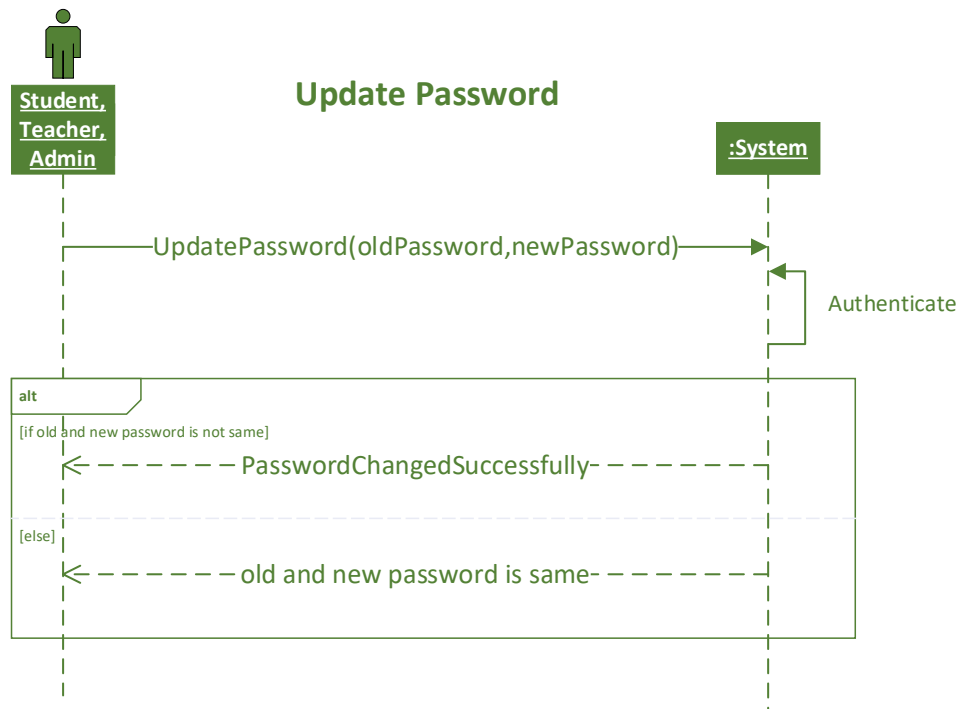 Update Password
Student,
Teacher,
Admin
:System
UpdatePassword(oldPassword,newPassword)
Authenticate
alt
[if old and new password is not same]
PasswordChangedSuccessfully
[else]
old and new password is same